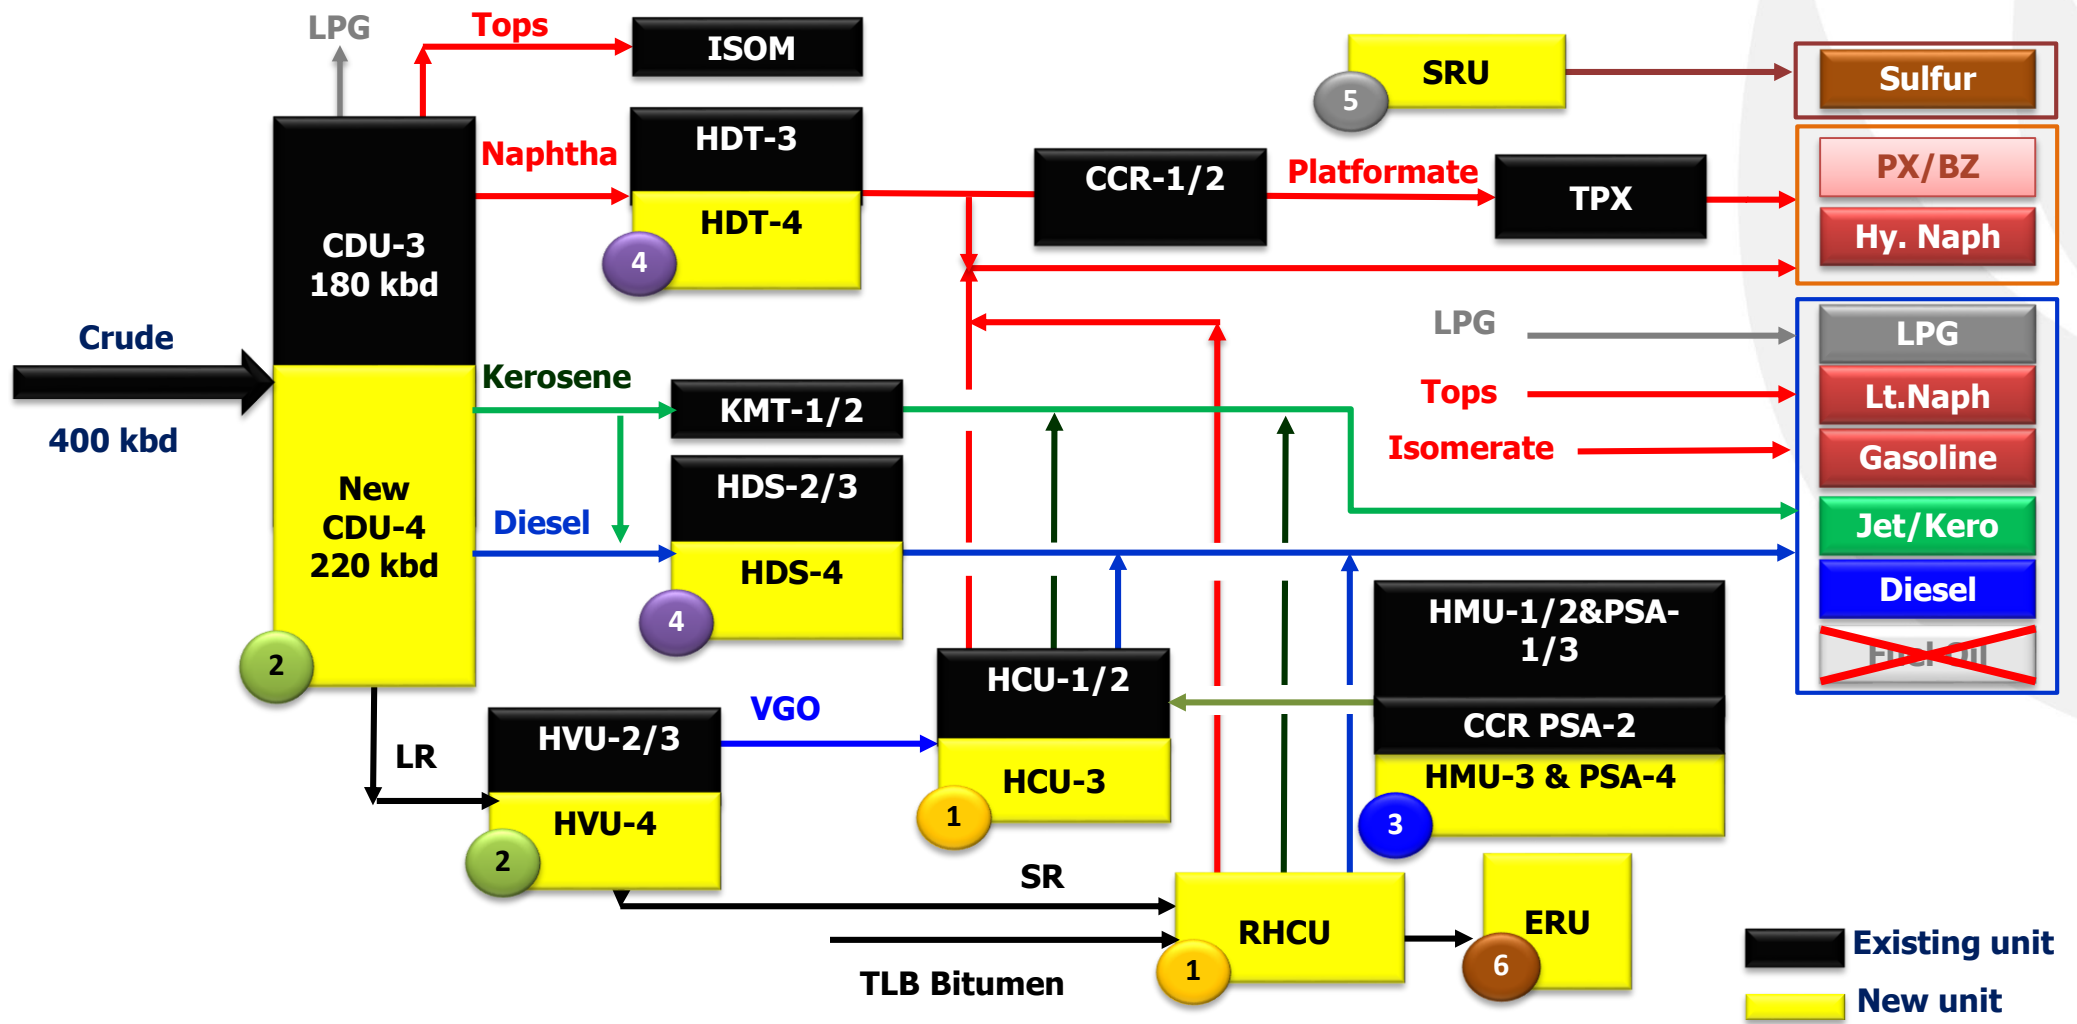 LPG
Tops
ISOM
SRU
5
Sulfur
HDT-3
Naphtha
HDT-4
4
CCR-1/2
Platformate
TPX
PX/BZ
Hy. Naph
CDU-3
180 kbd
Crude
400 kbd
Kerosene
KMT-1/2
LPG
LPG
Tops
Lt.Naph
Isomerate
Gasoline
New
CDU-4
220 kbd
2
Diesel
HDS-2/3
HDS-4
4
Jet/Kero
Diesel
Fuel Oil
HMU-1/2&PSA-
1/3
CCR PSA-2
HMU-3 & PSA-4
3
HCU-1/2
HCU-3
1
VGO
LR
HVU-2/3
HVU-4
2
SR
TLB Bitumen
RHCU
1
ERU
6
Existing unit
New unit